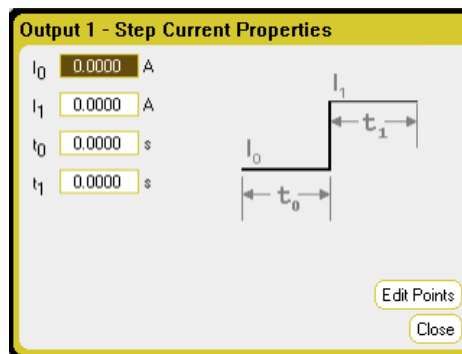 Output 1 - Step Current Properties
I0 0.0000 A
I1 0.0000 A
t0 0.0000 s
t1 0.0000 s
I1
t1
I0
t0
Edit Points
Close